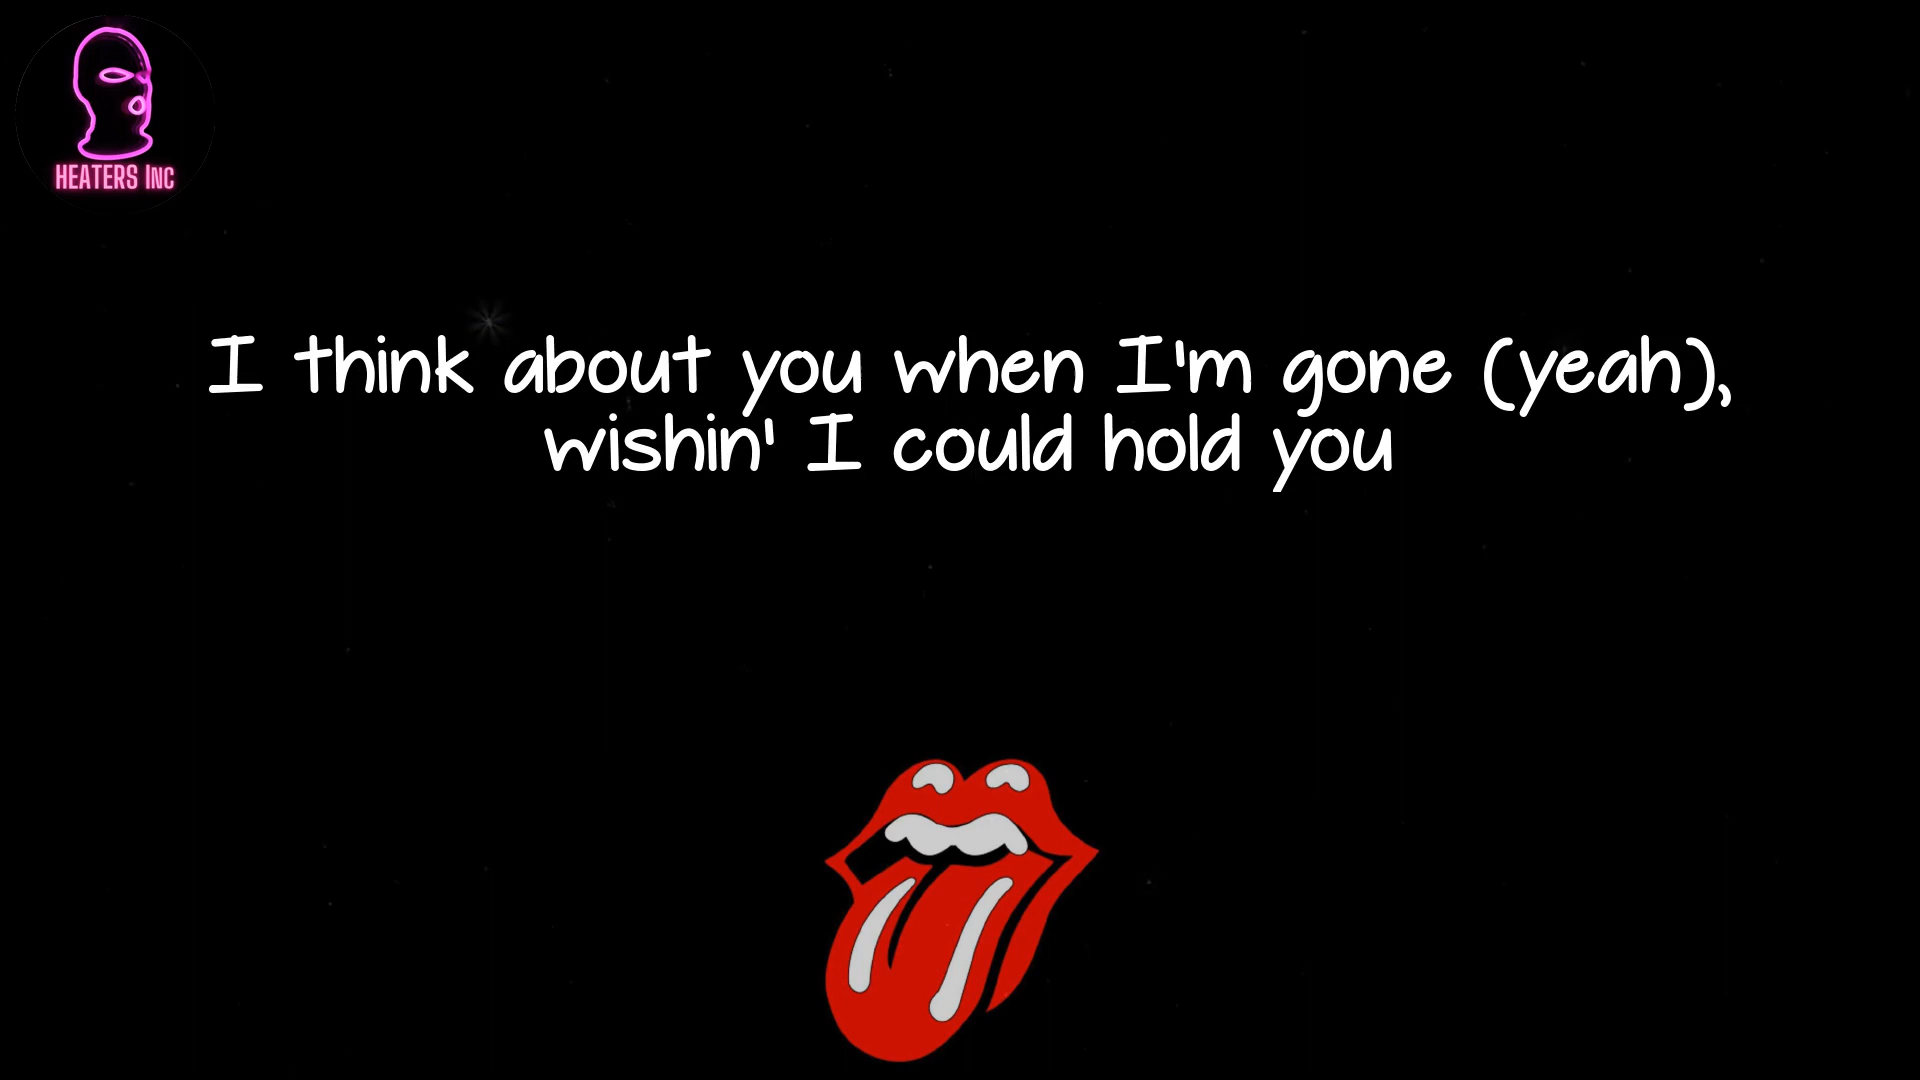 HEATERS INC
I think about you when I'm gone (yeah),
wishin' I could hold you